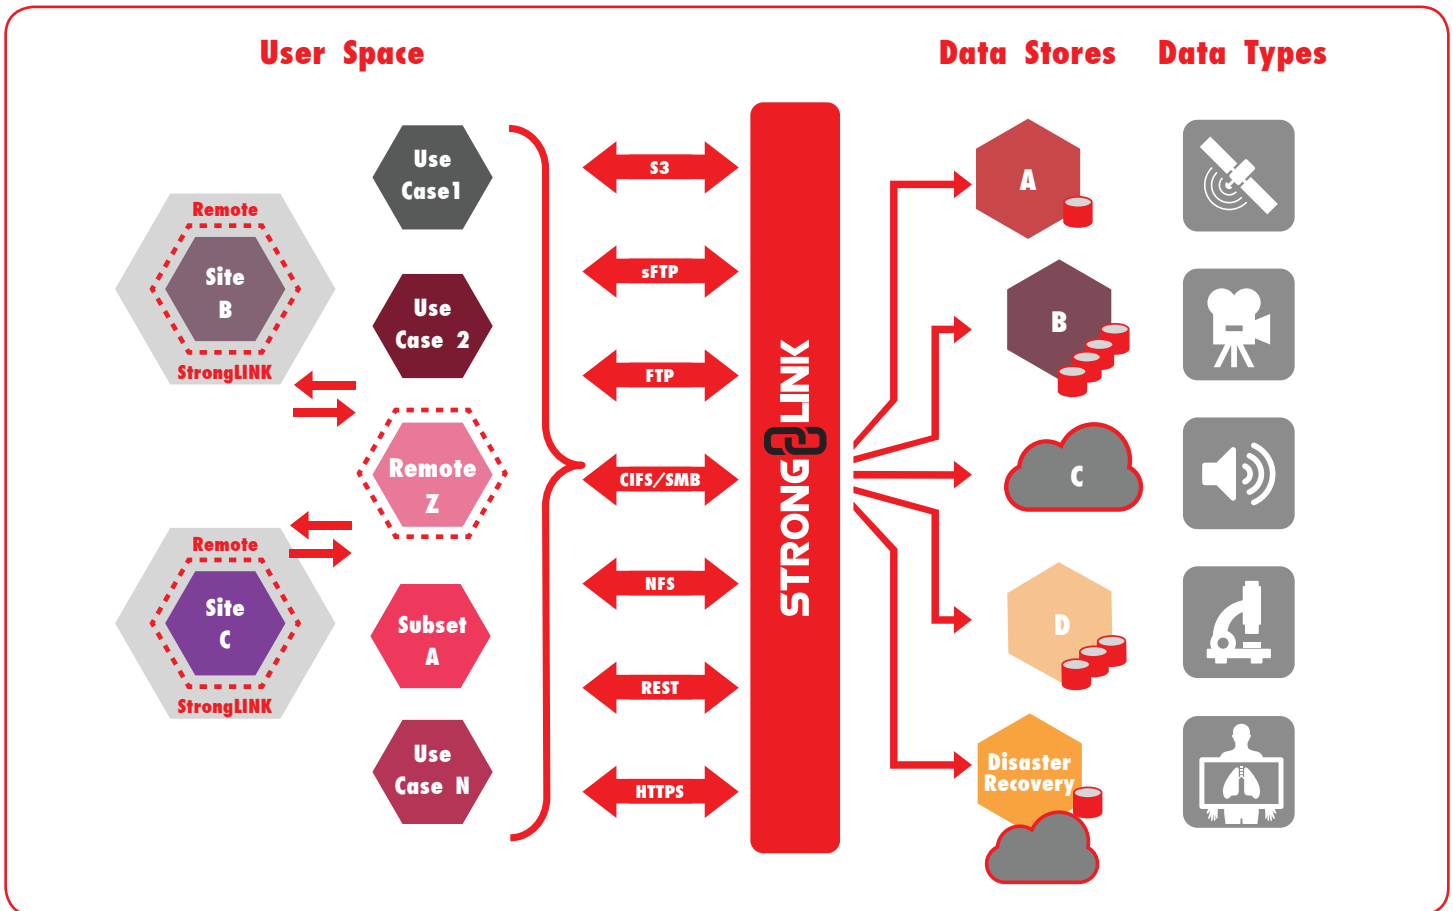 User Space
Data Stores
Data Types
Remote
Site
B
StrongLINK
Remote
Site
C
StrongLINK
Use
Case1
Use
Case 2
Remote
Z
Subset
A
Use
Case N
S3
sFTP
FTP
CIFS/SMB
NFS
REST
HTTPS
STRONGLINK
A
B
C
D
Disaster
Recovery